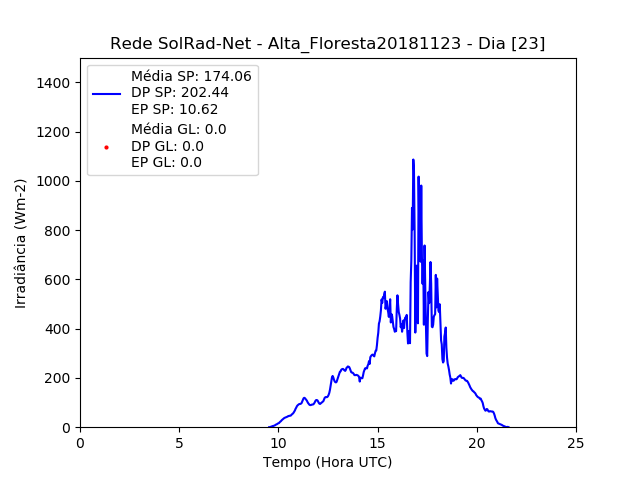 Rede SolRad-Net - Alta_Floresta20181123 - Dia [23]
Média SP: 174.06
DP SP: 202.44
EP SP: 10.62
Média GL: 0.0
DP GL: 0.0
EP GL: 0.0
1400
1200
1000
800
600
400
200
0
Irradiância (Wm-2)
0 5 10 15 20 25
Tempo (Hora UTC)